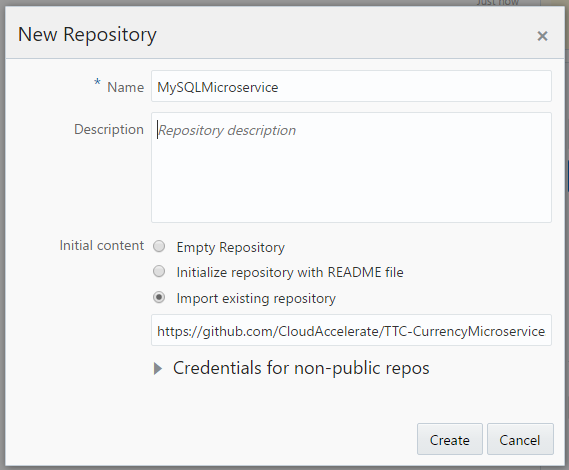 Just now
New Repository
×
* Name MySQLMicroservice
Description Repository description
Initial content Empty Repository
Initialize repository with README file
Import existing repository
https://github.com/CloudAccelerate/TTC-CurrencyMicroservice
Credentials for non-public repos
Create Cancel